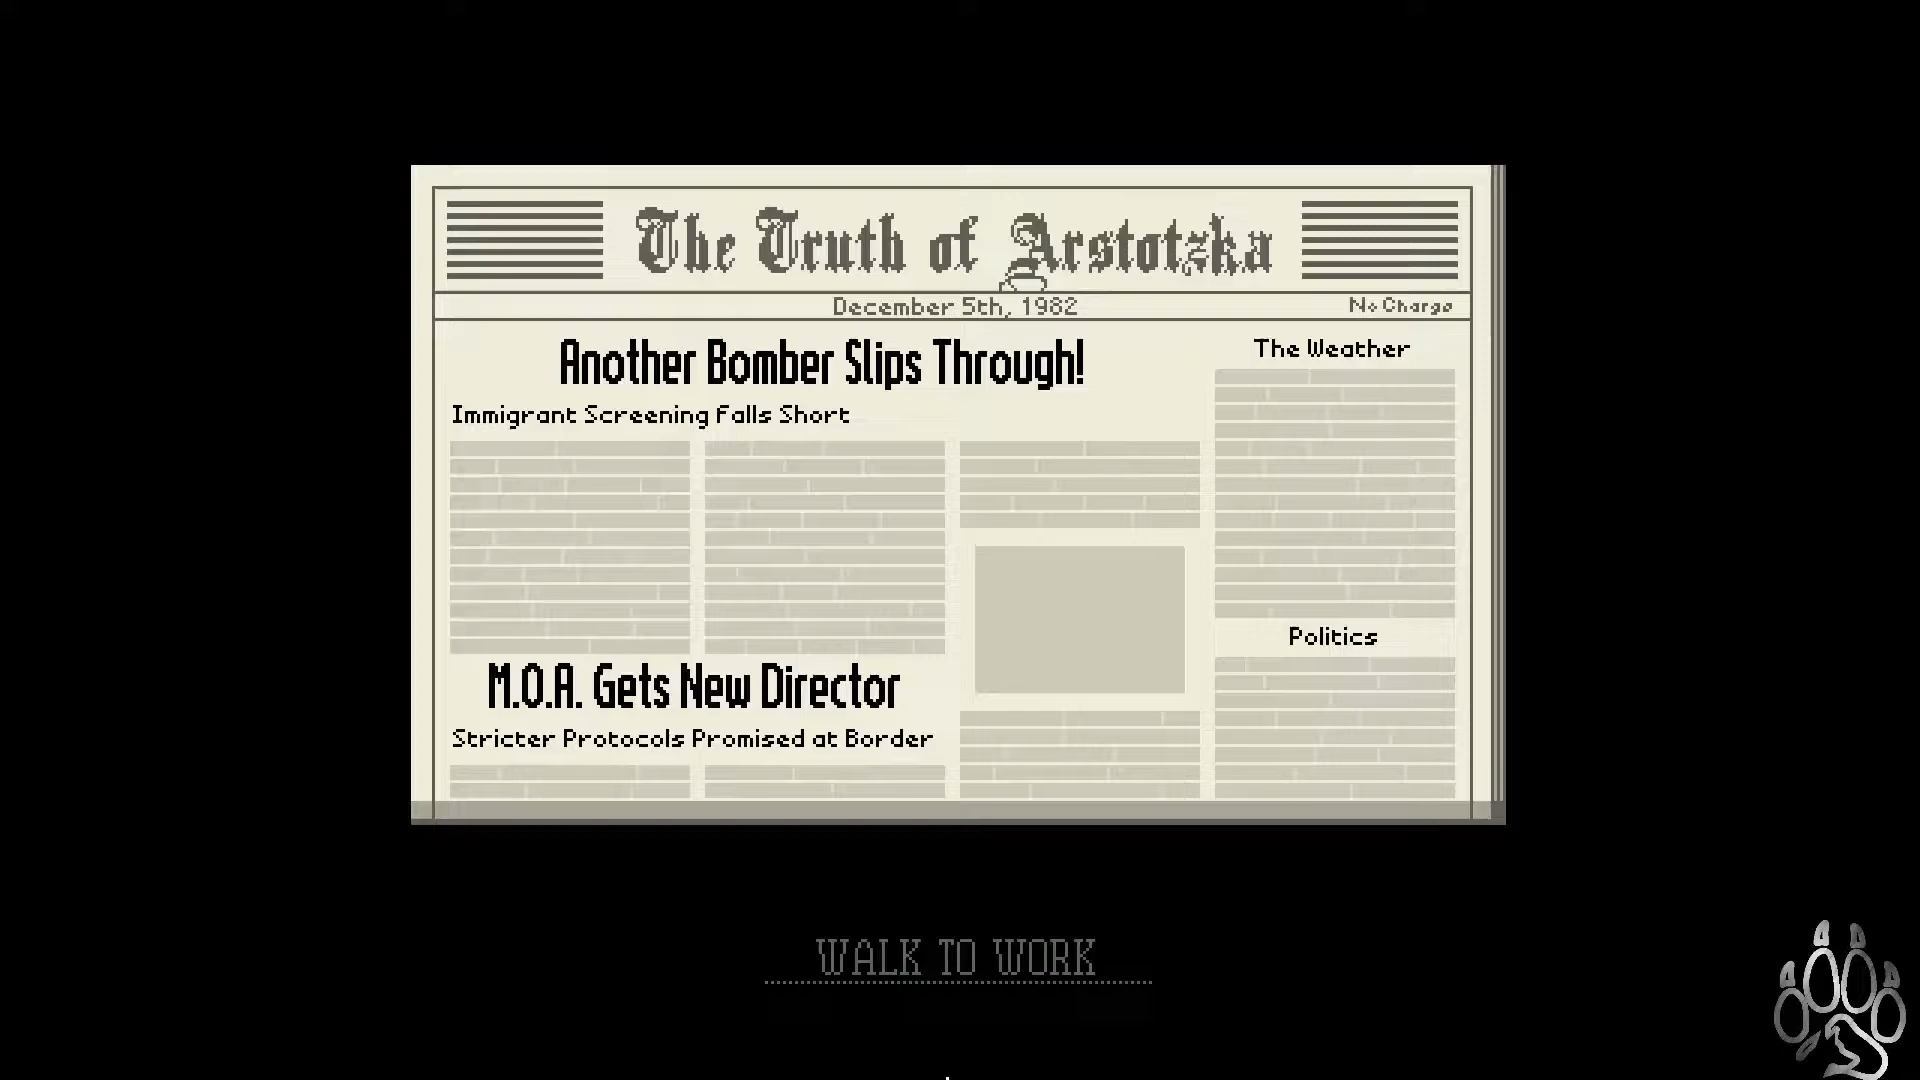 The Truth of Arstotzka
December 5th, 1982
No Charge
Another Bomber Slips Through!
Immigrant Screening Falls Short
M.O.A. Gets New Director
Stricter Protocols Promised at Border
The Weather
Politics
WALK TO WORK